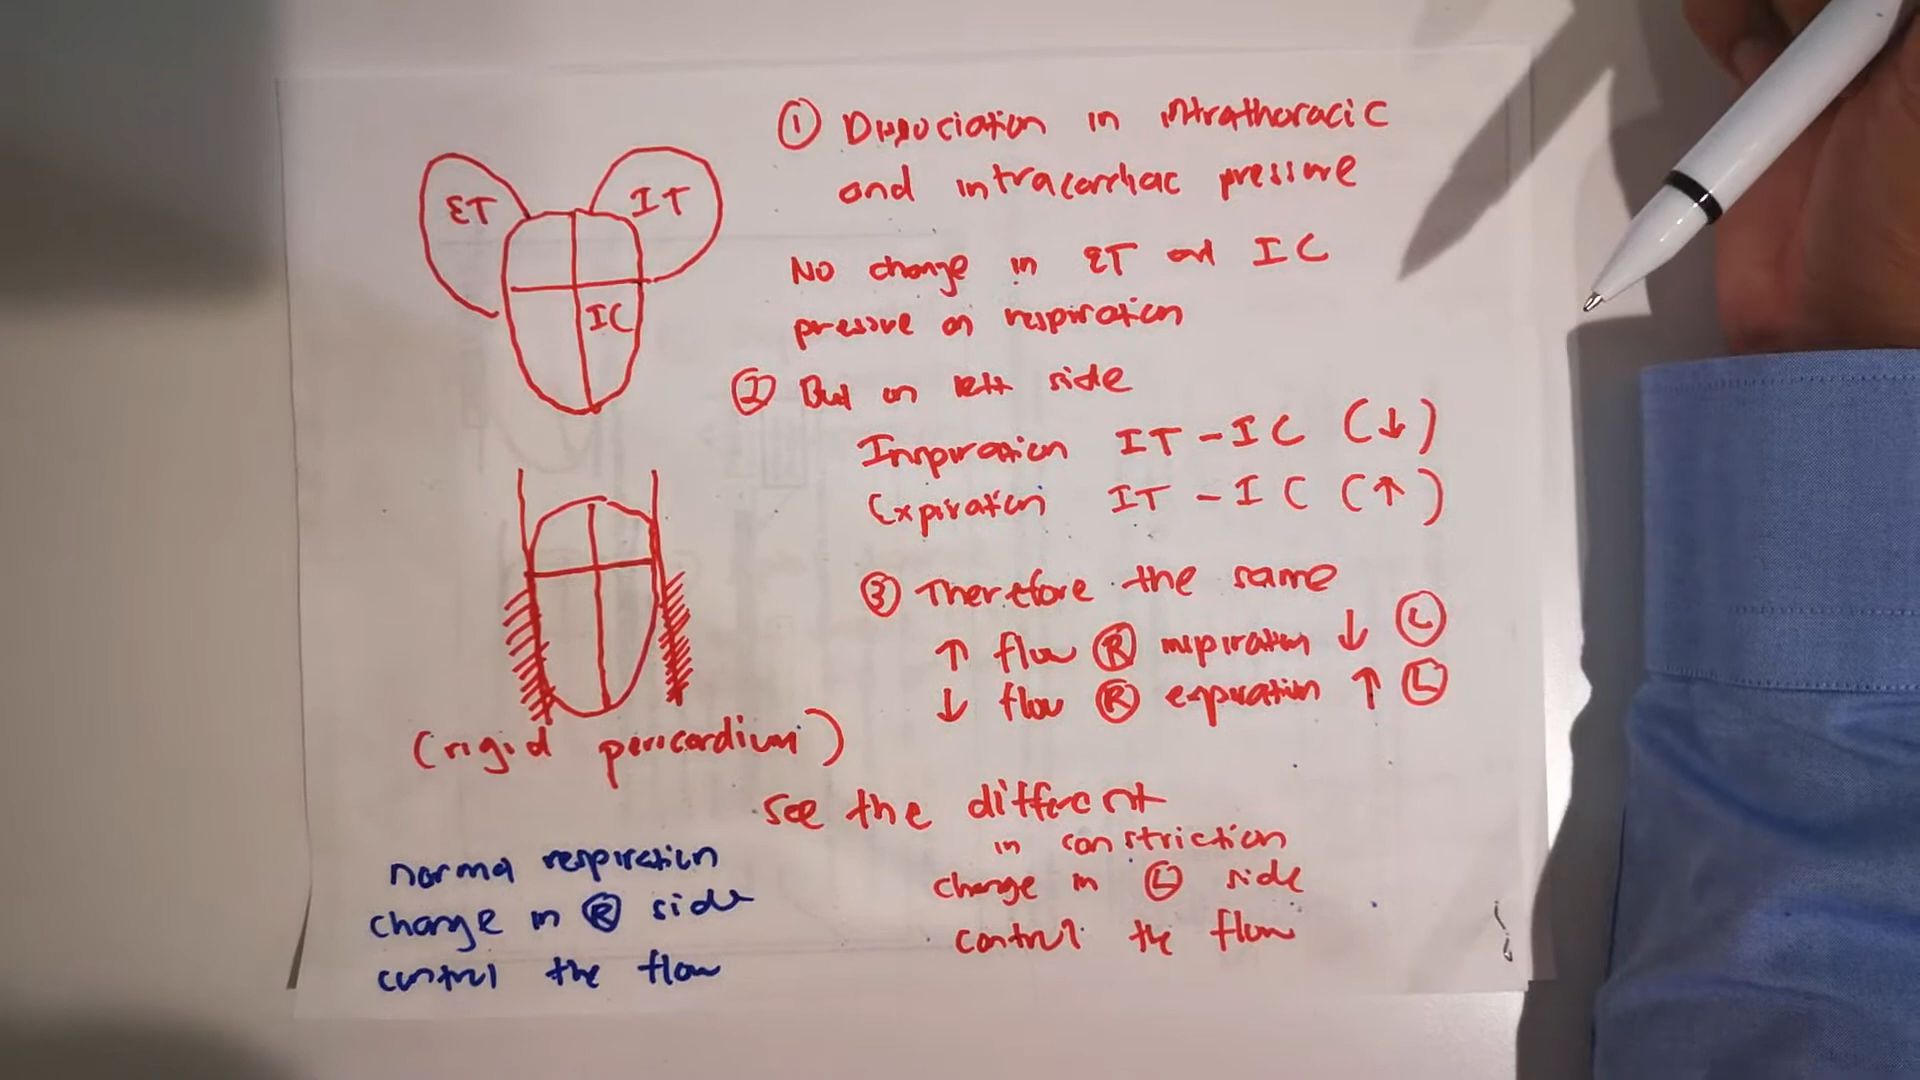 ET
IT
IC
① Dissociation in intrathoracic
and intracardiac pressure
No change in ET and IC
pressure on respiration
② But on left side
Inspiration IT - IC (↓)
Expiration IT - IC (↑)
③ Therefore the same
↑ flow Ⓡ inspiration ↓ Ⓛ
↓ flow Ⓡ expiration ↑ Ⓛ
(rigid pericardium)
see the different
in constriction
change in Ⓛ side
control the flow
normal respiration
change in Ⓡ side
control the flow